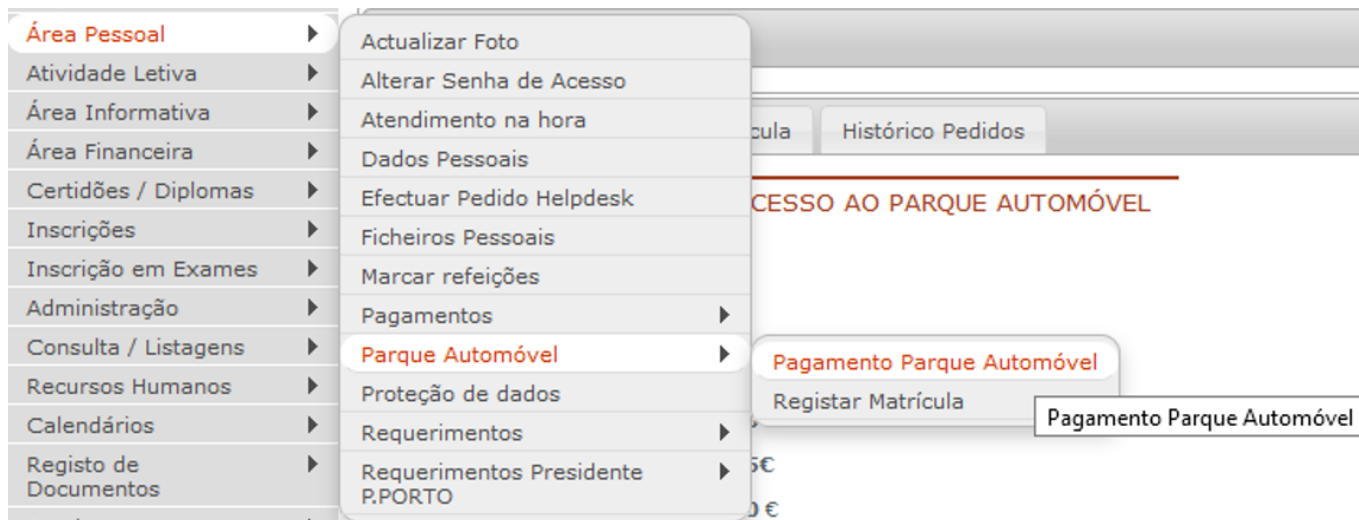 Área Pessoal
Atividade Letiva
Área Informativa
Área Financeira
Certidões / Diplomas
Inscrições
Inscrição em Exames
Administração
Consulta / Listagens
Recursos Humanos
Calendários
Registo de
Documentos
Actualizar Foto
Alterar Senha de Acesso
Atendimento na hora
Dados Pessoais
Efectuar Pedido Helpdesk
Ficheiros Pessoais
Marcar refeições
Pagamentos
Parque Automóvel
Proteção de dados
Requerimentos
Requerimentos Presidente
P.PORTO
Pagamento Parque Automóvel
Registar Matrícula
Pagamento Parque Automóvel
cula
Histórico Pedidos
CESSO AO PARQUE AUTOMÓVEL
5€
0 €